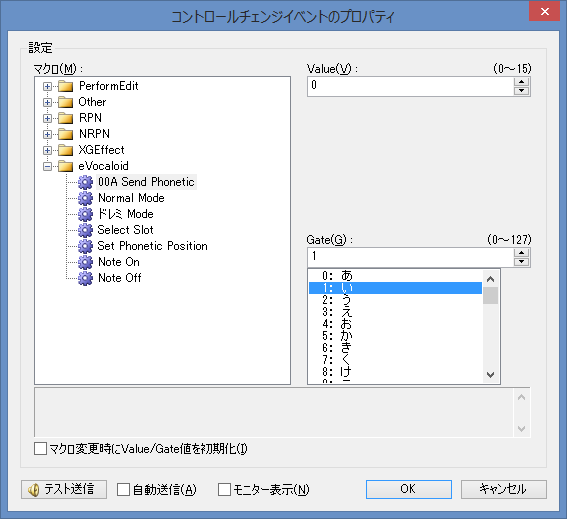 コントロールチェンジイベントのプロパティ
設定
マクロ(M) :
PerformEdit
Other
RPN
NRPN
XGEffect
eVocaloid
00A Send Phonetic
Normal Mode
ドレミ Mode
Select Slot
Set Phonetic Position
Note On
Note Off
Value(V) : (0～15)
0
Gate(G) : (0～127)
1
0: あ
1: い
2: う
3: え
4: お
5: か
6: き
7: く
8: け
マクロ変更時にValue/Gate値を初期化(I)
テスト送信 自動送信(A) モニター表示(N) OK キャンセル